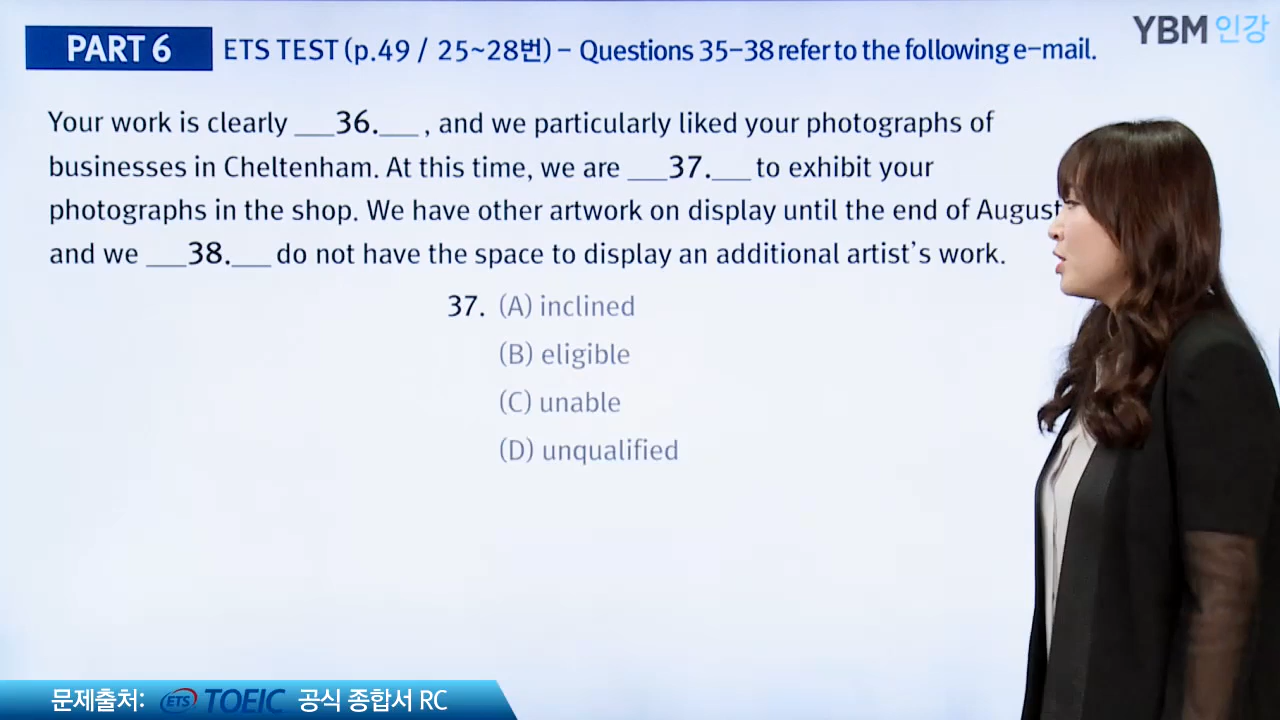 PART 6 ETS TEST (p.49 / 25~28번) - Questions 35-38 refer to the following e-mail.
YBM 인강
Your work is clearly ___36.___ , and we particularly liked your photographs of
businesses in Cheltenham. At this time, we are ___37.___ to exhibit your
photographs in the shop. We have other artwork on display until the end of August
and we ___38.___ do not have the space to display an additional artist's work.
37. (A) inclined
(B) eligible
(C) unable
(D) unqualified
문제출처: ETS TOEIC 공식 종합서 RC